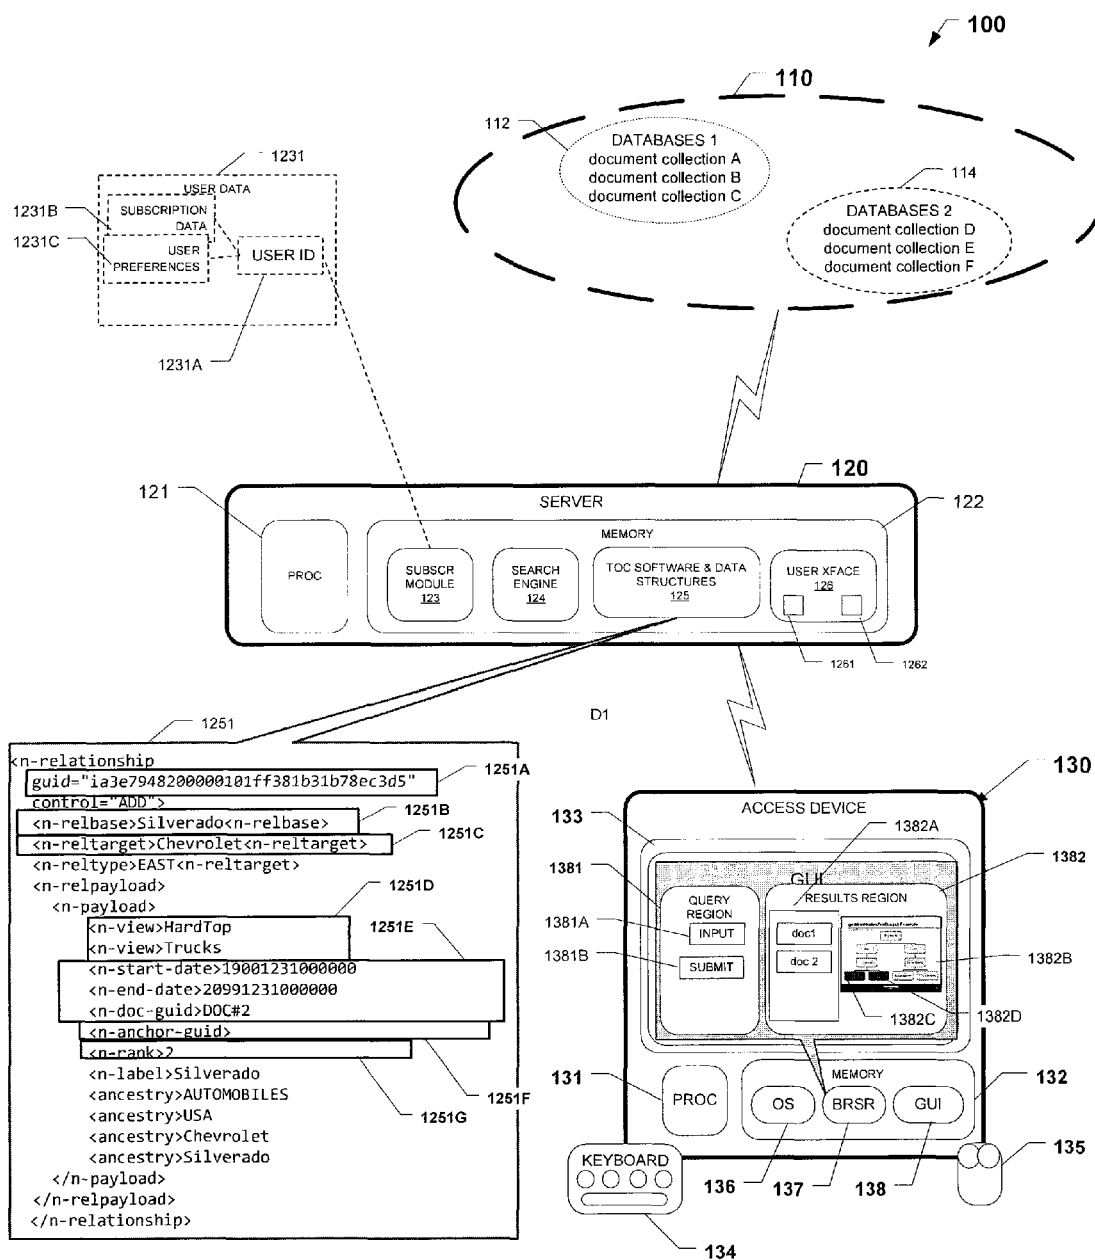 100
110
112
DATABASES 1
document collection A
document collection B
document collection C
114
DATABASES 2
document collection D
document collection E
document collection F
1231
USER DATA
1231B
SUBSCRIPTION
DATA
1231C
USER
PREFERENCES
USER ID
1231A
120
121
SERVER
122
MEMORY
PROC
SUBSCR
MODULE
123
SEARCH
ENGINE
124
TOC SOFTWARE & DATA
STRUCTURES
125
USER XFACE
126
1261
1262
D1
1251
<n-relationship
guid="ia3e7948200000101ff381b31b78ec3d5"
1251A
control="ADD">
1251B
<n-relbase>Silverado<n-relbase>
1251C
<n-reltarget>Chevrolet<n-reltarget>
<n-reltype>EAST<n-reltarget>
<n-relpayload>
1251D
<n-payload>
<n-view>HardTop
1251E
<n-view>Trucks
<n-start-date>19001231000000
<n-end-date>20991231000000
<n-doc-guid>DOC#2
<n-anchor-guid>
<n-rank>2
<n-label>Silverado
1251F
<ancestry>AUTOMOBILES
1251G
<ancestry>USA
<ancestry>Chevrolet
<ancestry>Silverado
</n-payload>
</n-relpayload>
</n-relationship>
130
ACCESS DEVICE
133
1382A
1381
1382
GUI
QUERY
REGION
RESULTS REGION
1381A
INPUT
doc1
1381B
SUBMIT
doc 2
1382B
1382C
1382D
131
PROC
MEMORY
132
OS
BRSR
GUI
KEYBOARD
135
136
137
138
134